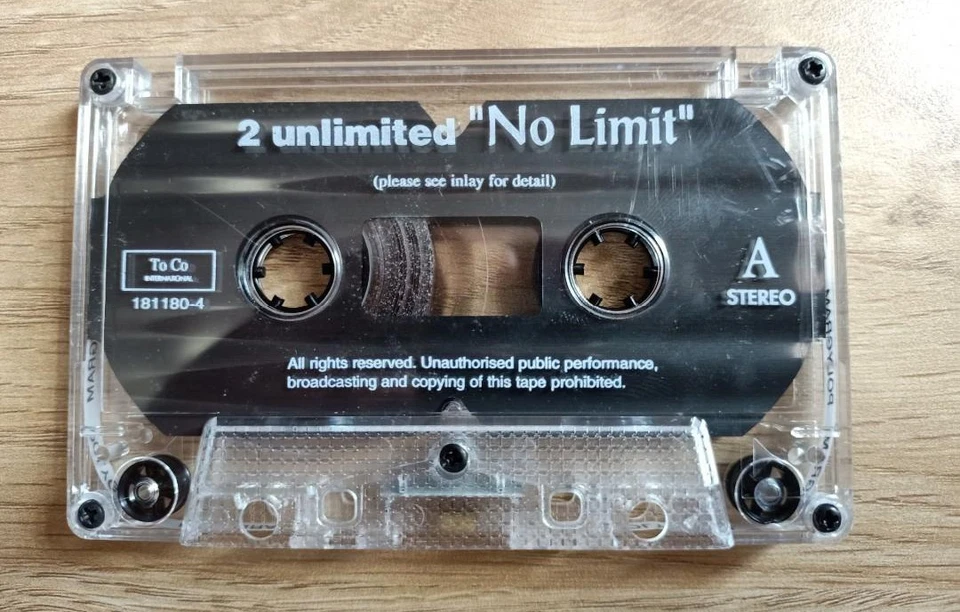 2 unlimited "No Limit"
(please see inlay for detail)
To Co
INTERNATIONAL
181180-4
A
STEREO
All rights reserved. Unauthorised public performance,
broadcasting and copying of this tape prohibited.